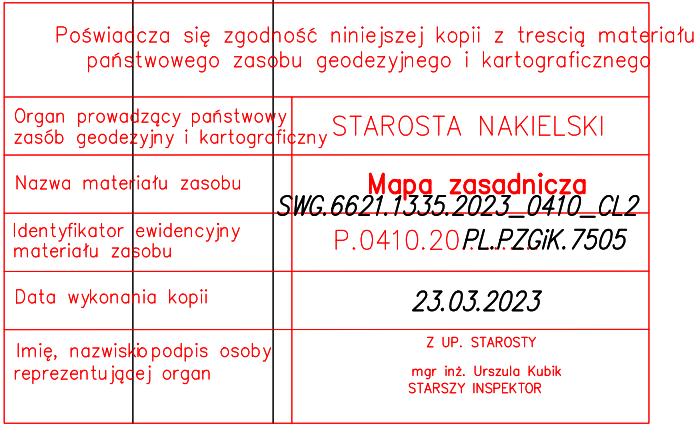 Poświadcza się zgodność niniejszej kopii z trescią materiału
państwowego zasobu geodezyjnego i kartograficznego
Organ prowadzący państwowy
zasób geodezyjny i kartograficzny
STAROSTA NAKIELSKI
Nazwa materiału zasobu
Mapa zasadnicza
SWG.6621.1335.2023_0410_CL2
Identyfikator ewidencyjny
materiału zasobu
P.0410.20
PL.PZGiK.7505
Data wykonania kopii
23.03.2023
Imię, nazwisko podpis osoby
reprezentującej organ
Z UP. STAROSTY
mgr inż. Urszula Kubik
STARSZY INSPEKTOR